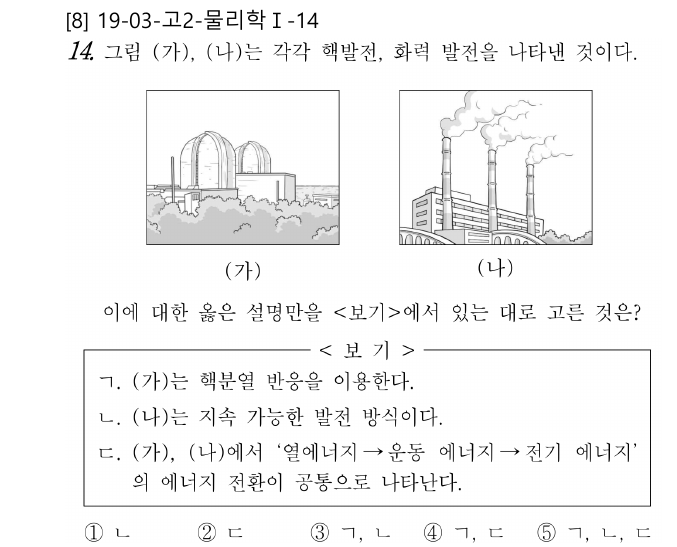 [8] 19-03-고2-물리학Ⅰ-14
14. 그림 (가), (나)는 각각 핵발전, 화력 발전을 나타낸 것이다.
(가) (나)
이에 대한 옳은 설명만을 <보기>에서 있는 대로 고른 것은?
< 보 기 >
ㄱ. (가)는 핵분열 반응을 이용한다.
ㄴ. (나)는 지속 가능한 발전 방식이다.
ㄷ. (가), (나)에서 ‘열에너지→운동 에너지→전기 에너지’
의 에너지 전환이 공통으로 나타난다.
① ㄴ ② ㄷ ③ ㄱ, ㄴ ④ ㄱ, ㄷ ⑤ ㄱ, ㄴ, ㄷ